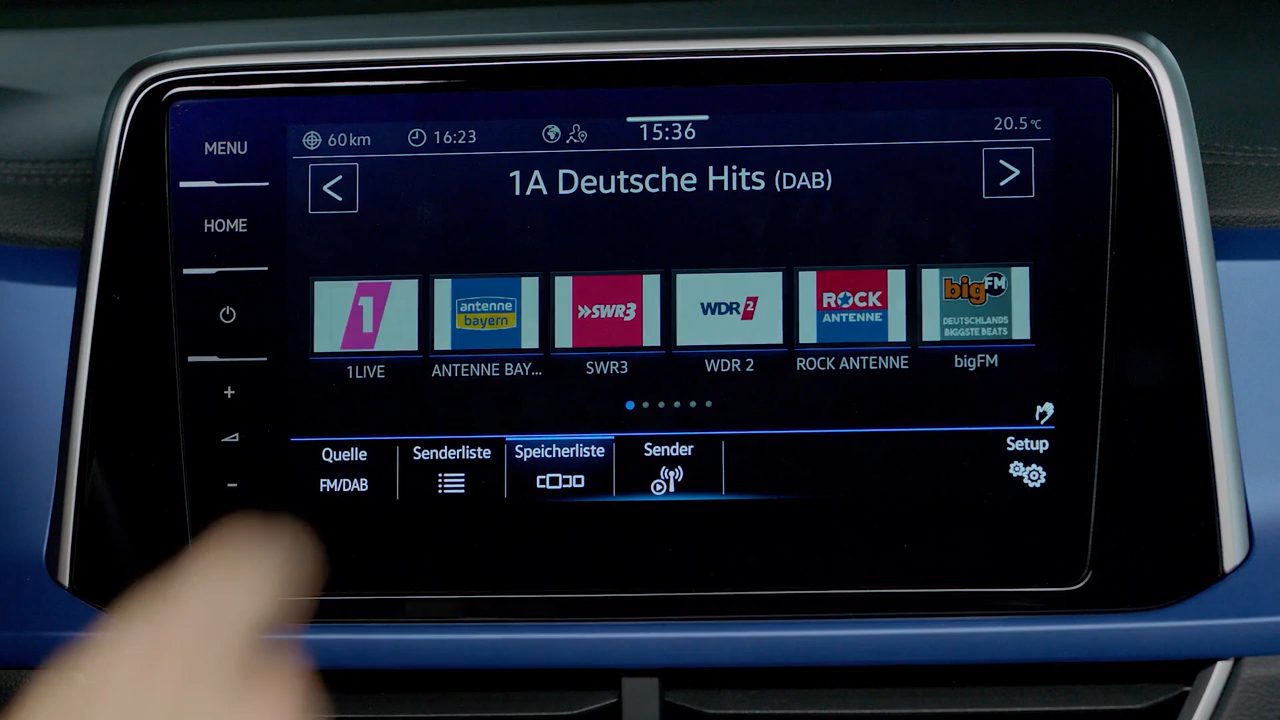 MENU
HOME
+
-
60 km
16:23
15:36
20.5°C
<
1A Deutsche Hits (DAB)
>
1
antenne
bayern
SWR3
WDR 2
ROCK
ANTENNE
bigFM
DEUTSCHLANDS
BIGGSTE BEATS
1LIVE
ANTENNE BAY...
SWR3
WDR 2
ROCK ANTENNE
bigFM
Quelle
FM/DAB
Senderliste
Speicherliste
Sender
Setup